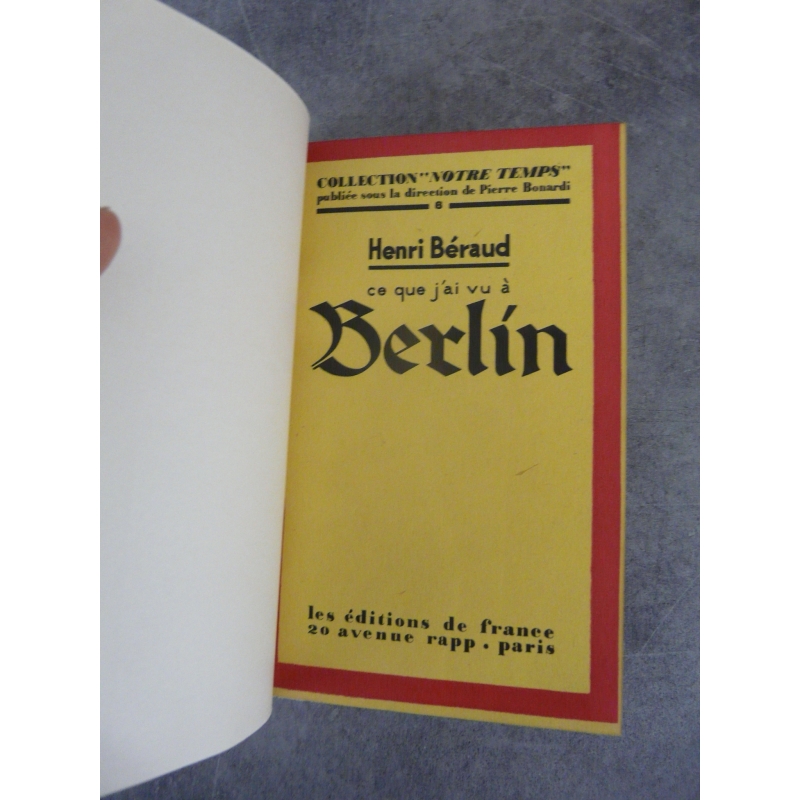 COLLECTION "NOTRE TEMPS"
publiée sous la direction de Pierre Bonardi
6
Henri Béraud
ce que j'ai vu à
Berlin
les éditions de france
20 avenue rapp . paris